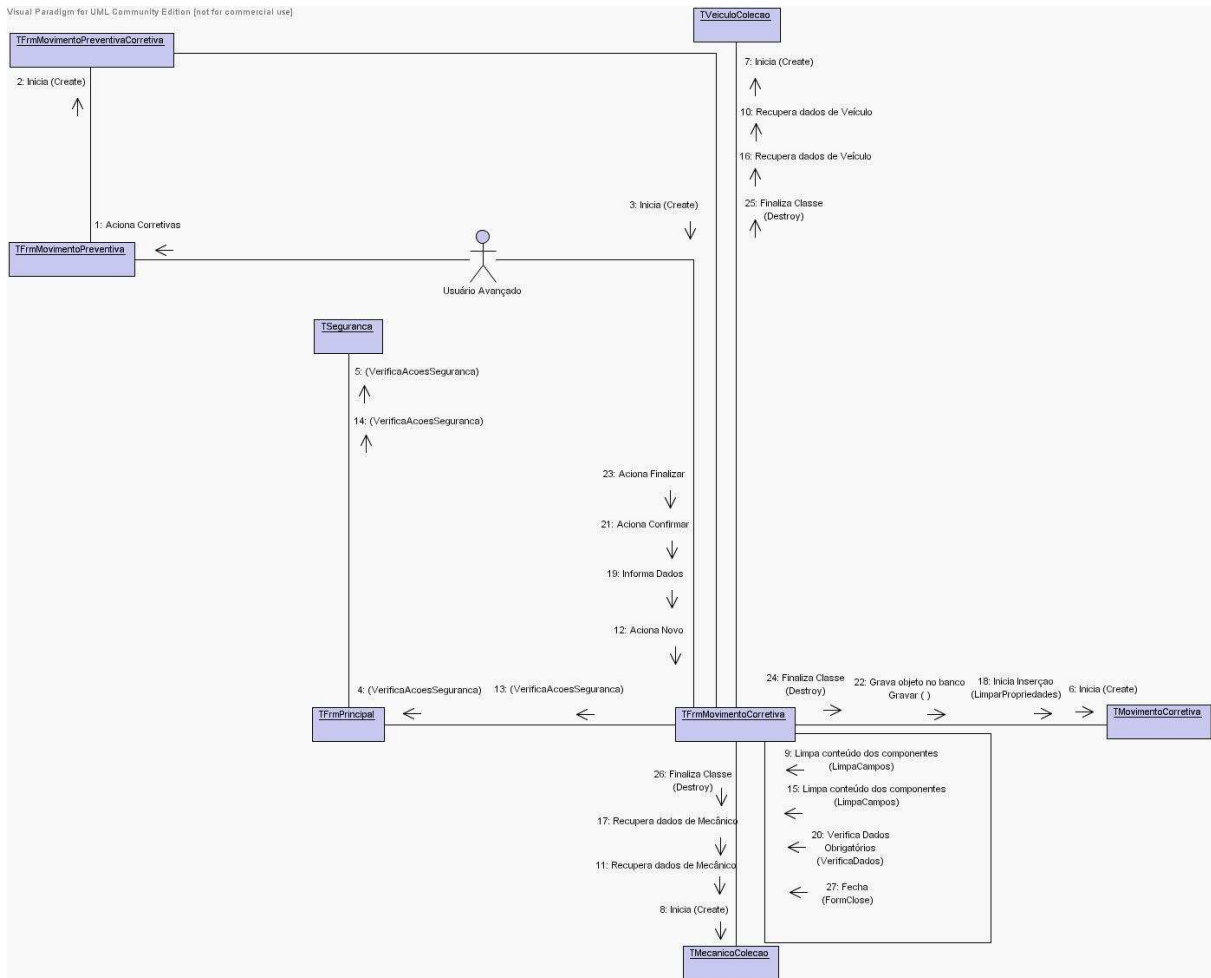 Visual Paradigm for UML Community Edition [not for commercial use]
TVeiculoColecao
TFrmMovimentoPreventivaCorretiva
7: Inicia (Create)
2: Inicia (Create)
10: Recupera dados de Veículo
16: Recupera dados de Veículo
3: Inicia (Create)
25: Finaliza Classe
(Destroy)
1: Aciona Corretivas
TFrmMovimentoPreventiva
Usuário Avançado
TSeguranca
5: (VerificaAcoesSeguranca)
14: (VerificaAcoesSeguranca)
23: Aciona Finalizar
21: Aciona Confirmar
19: Informa Dados
12: Aciona Novo
4: (VerificaAcoesSeguranca)
13: (VerificaAcoesSeguranca)
24: Finaliza Classe
(Destroy)
22: Grava objeto no banco
Gravar ( )
18: Inicia Inserçao
(LimparPropriedades)
6: Inicia (Create)
TFrmPrincipal
TFrmMovimentoCorretiva
TMovimentoCorretiva
9: Limpa conteúdo dos componentes
(LimpaCampos)
26: Finaliza Classe
(Destroy)
15: Limpa conteúdo dos componentes
(LimpaCampos)
17: Recupera dados de Mecânico
20: Verifica Dados
Obrigatórios
(VerificaDados)
11: Recupera dados de Mecânico
27: Fecha
(FormClose)
8: Inicia (Create)
TMecanicoColecao